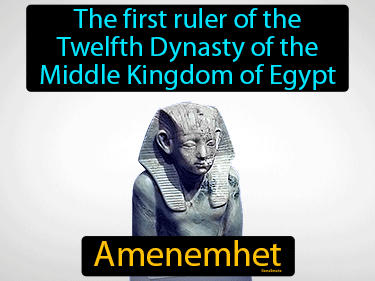 The first ruler of the
Twelfth Dynasty of the
Middle Kingdom of Egypt
Amenemhet